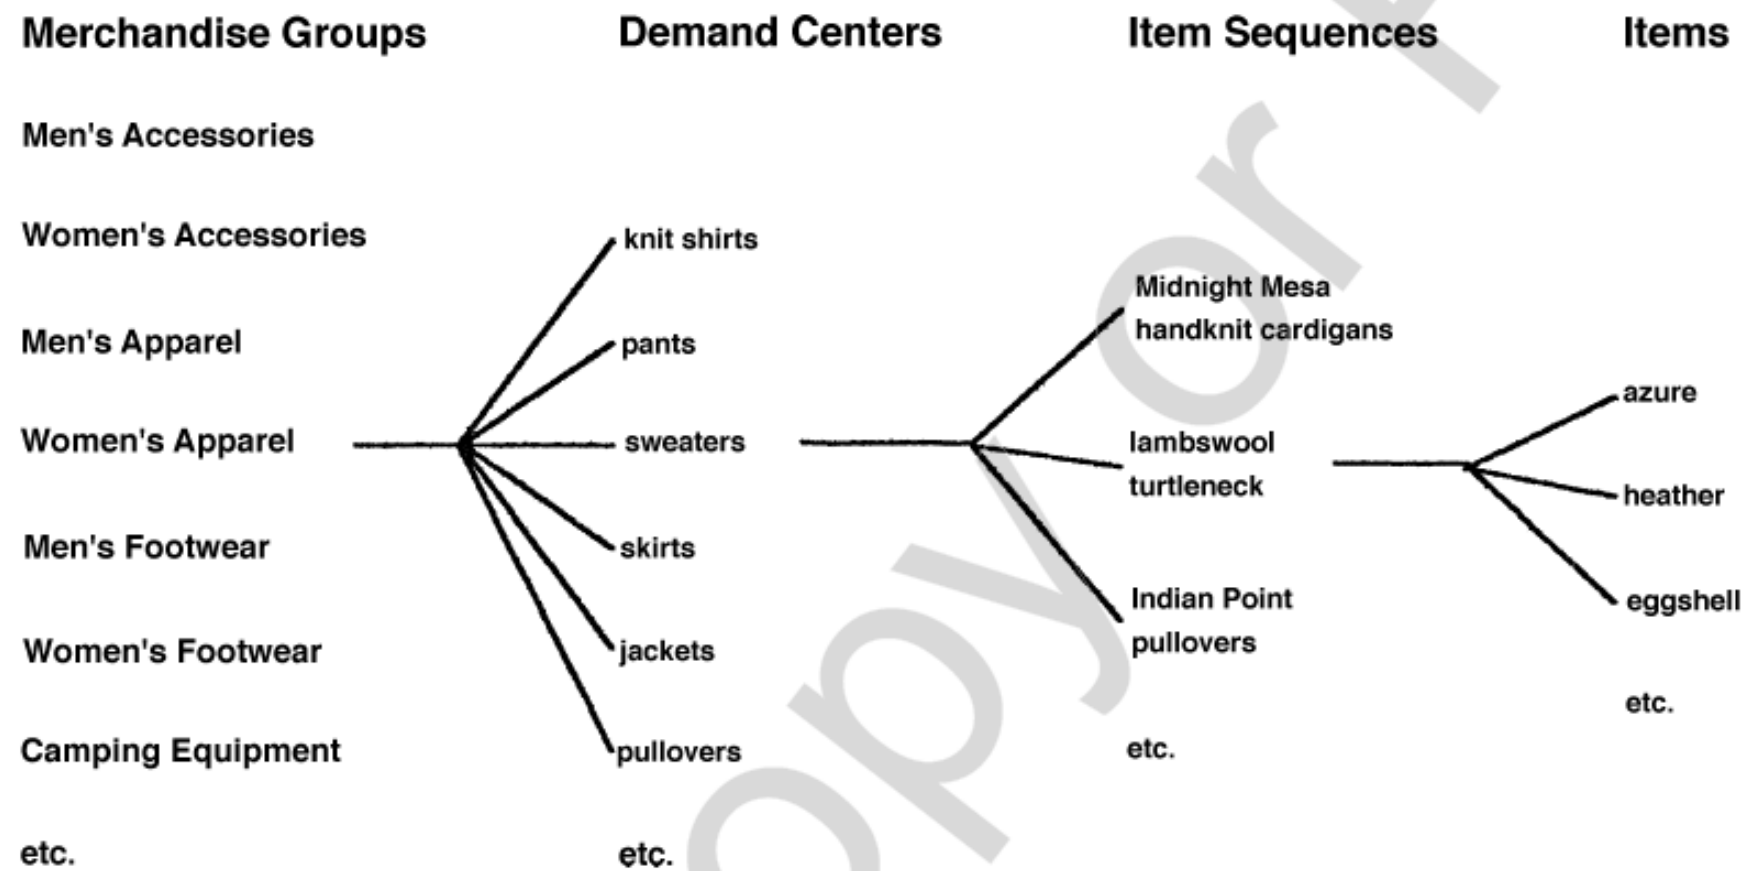 Merchandise Groups
Demand Centers
Item Sequences
Items
Men's Accessories
Women's Accessories
Men's Apparel
Women's Apparel
Men's Footwear
Women's Footwear
Camping Equipment
etc.
knit shirts
pants
sweaters
skirts
jackets
pullovers
etc.
Midnight Mesa
handknit cardigans
lambswool
turtleneck
Indian Point
pullovers
etc.
azure
heather
eggshell
etc.
opy or